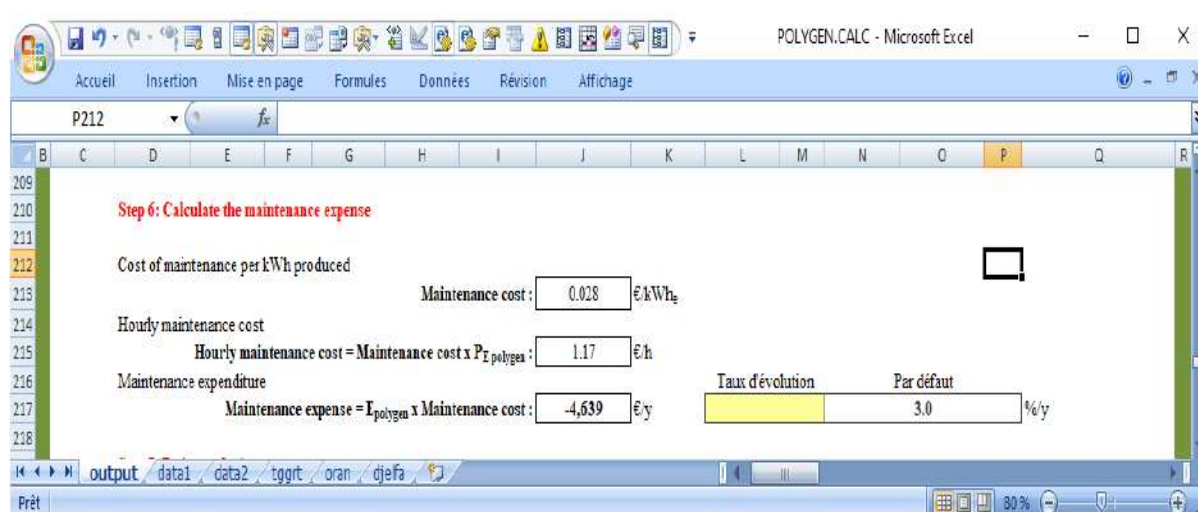 POLYGEN.CALC - Microsoft Excel
Accueil Insertion Mise en page Formules Données Révision Affichage
P212 fx
B C D E F G H I J K L M N O P Q R
209
210 Step 6: Calculate the maintenance expense
211
212 Cost of maintenance per kWh produced
213 Maintenance cost : 0.028 €/kWhe
214 Hourly maintenance cost
215 Hourly maintenance cost = Maintenance cost x PE polygen : 1.17 €/h
216 Maintenance expenditure Taux d'évolution Par défaut
217 Maintenance expense = Epolygen x Maintenance cost : -4,639 €/y 3.0 %/y
218
output data1 data2 tggrt oran djelfa
Prêt 80 %